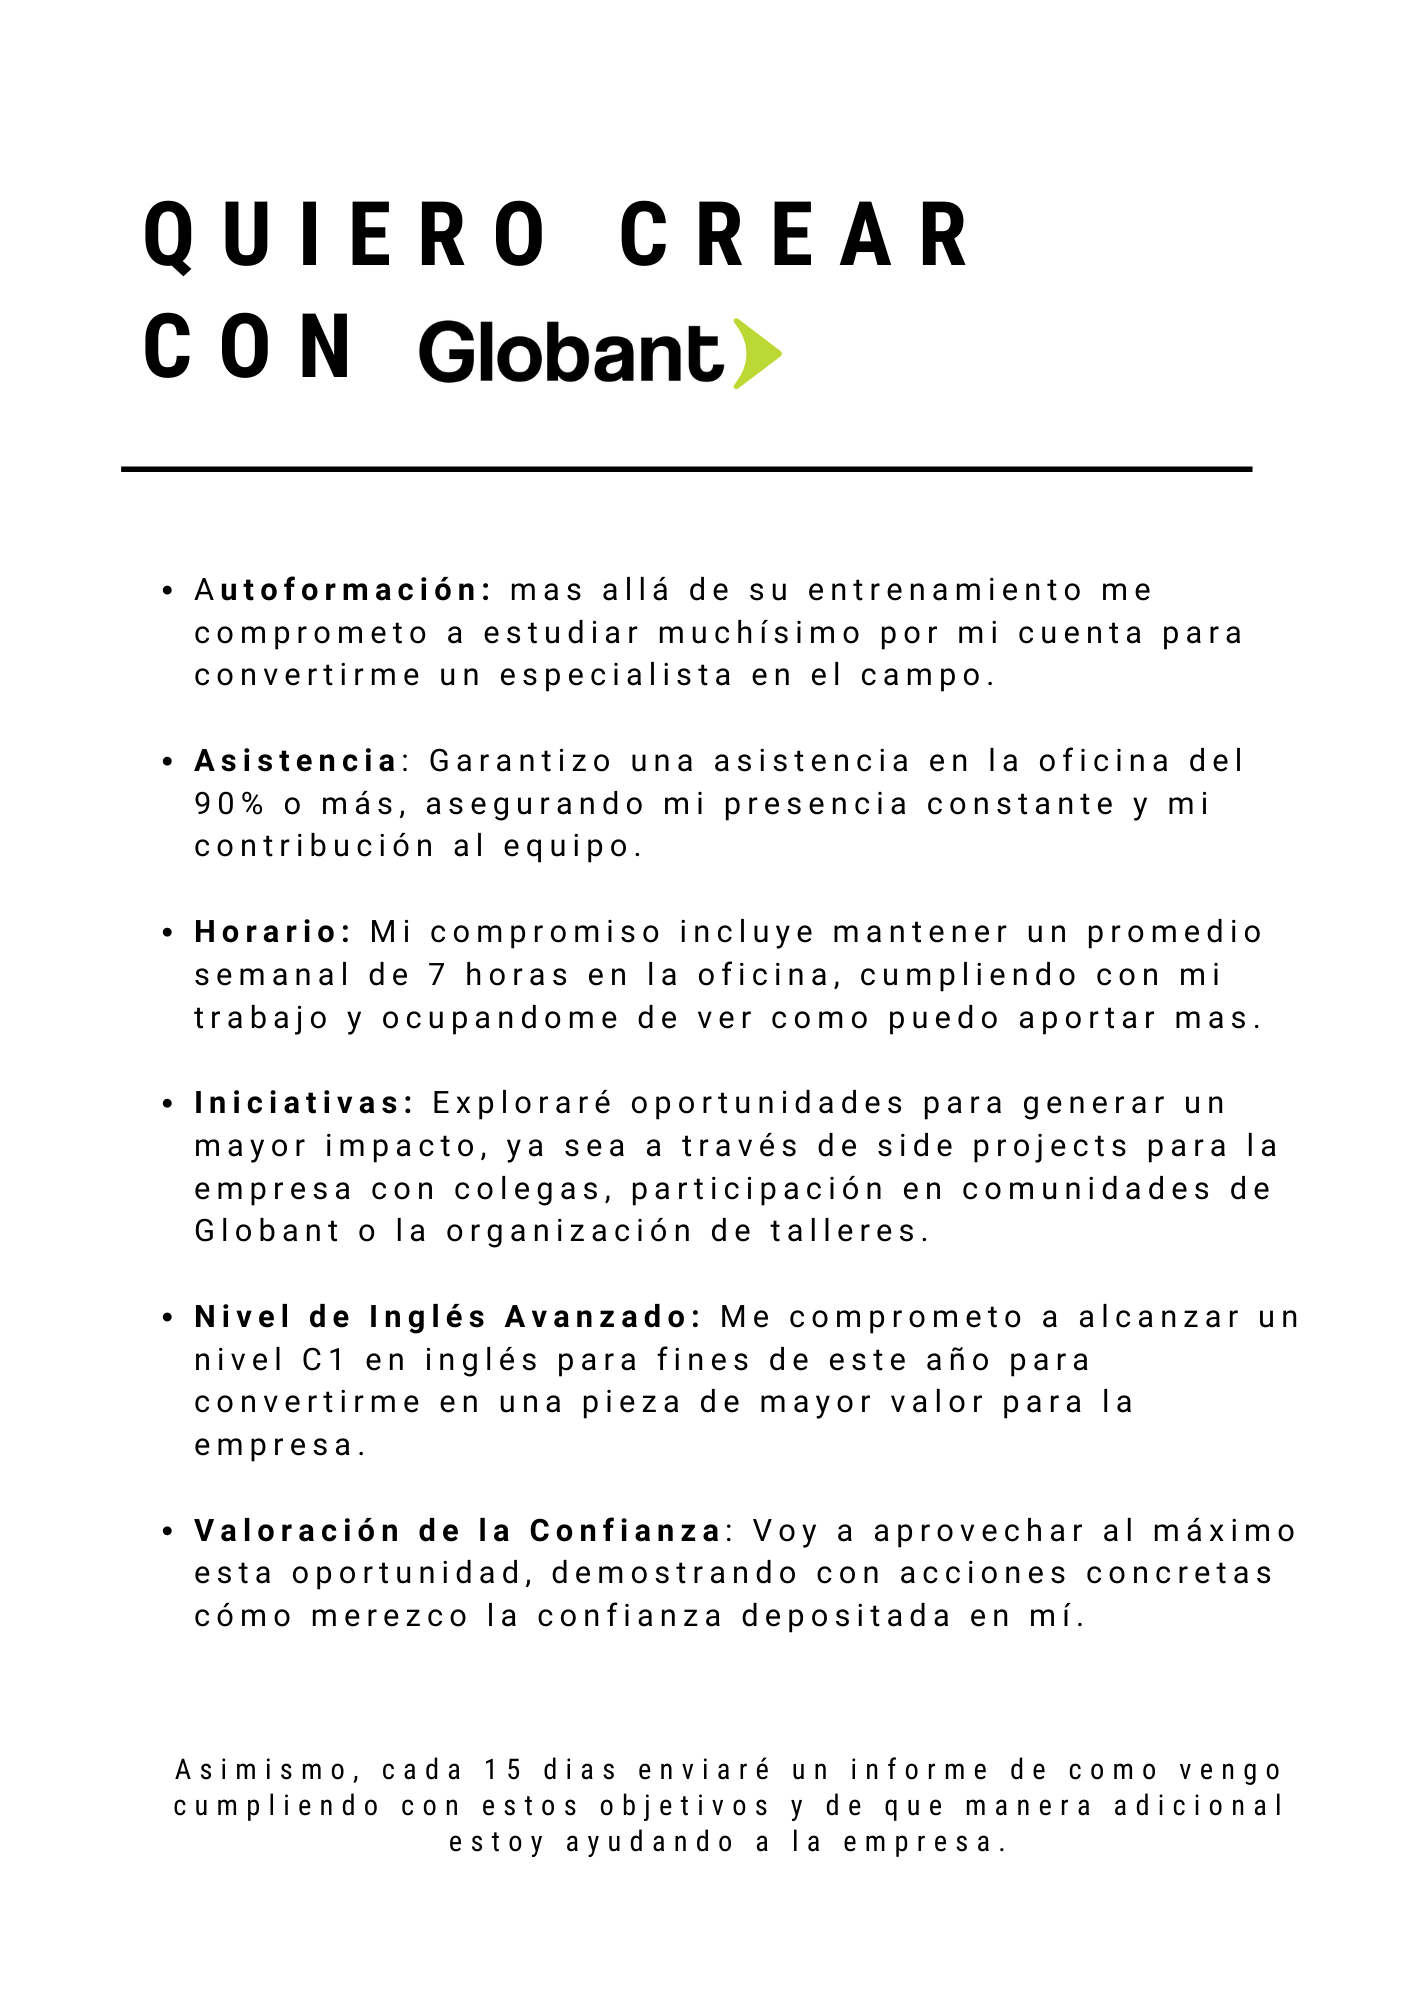 QUIERO CREAR
CON Globant
• Autoformación: mas allá de su entrenamiento me
comprometo a estudiar muchísimo por mi cuenta para
convertirme un especialista en el campo.
• Asistencia: Garantizo una asistencia en la oficina del
90% o más, asegurando mi presencia constante y mi
contribución al equipo.
• Horario: Mi compromiso incluye mantener un promedio
semanal de 7 horas en la oficina, cumpliendo con mi
trabajo y ocupandome de ver como puedo aportar mas.
• Iniciativas: Exploraré oportunidades para generar un
mayor impacto, ya sea a través de side projects para la
empresa con colegas, participación en comunidades de
Globant o la organización de talleres.
• Nivel de Inglés Avanzado: Me comprometo a alcanzar un
nivel C1 en inglés para fines de este año para
convertirme en una pieza de mayor valor para la
empresa.
• Valoración de la Confianza: Voy a aprovechar al máximo
esta oportunidad, demostrando con acciones concretas
cómo merezco la confianza depositada en mí.
Asimismo, cada 15 dias enviaré un informe de como vengo
cumpliendo con estos objetivos y de que manera adicional
estoy ayudando a la empresa.